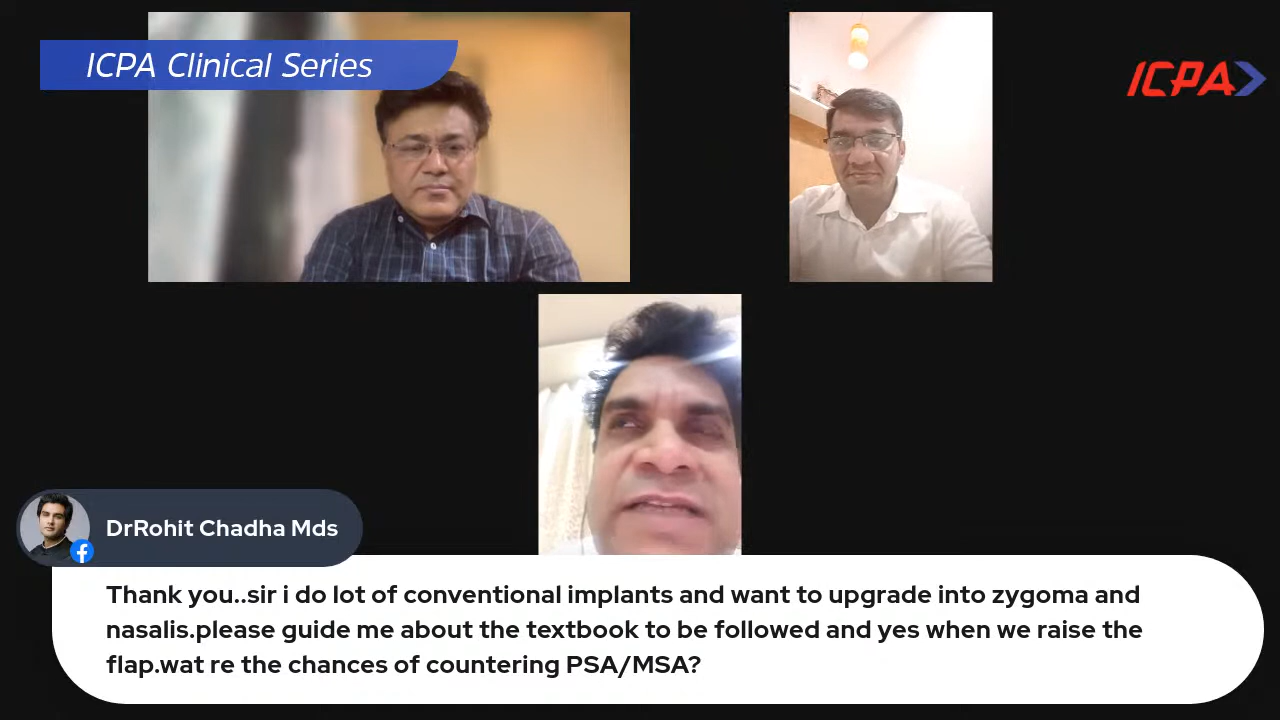 ICPA Clinical Series
ICPA
DrRohit Chadha Mds
Thank you..sir i do lot of conventional implants and want to upgrade into zygoma and
nasalis.please guide me about the textbook to be followed and yes when we raise the
flap.wat re the chances of countering PSA/MSA?